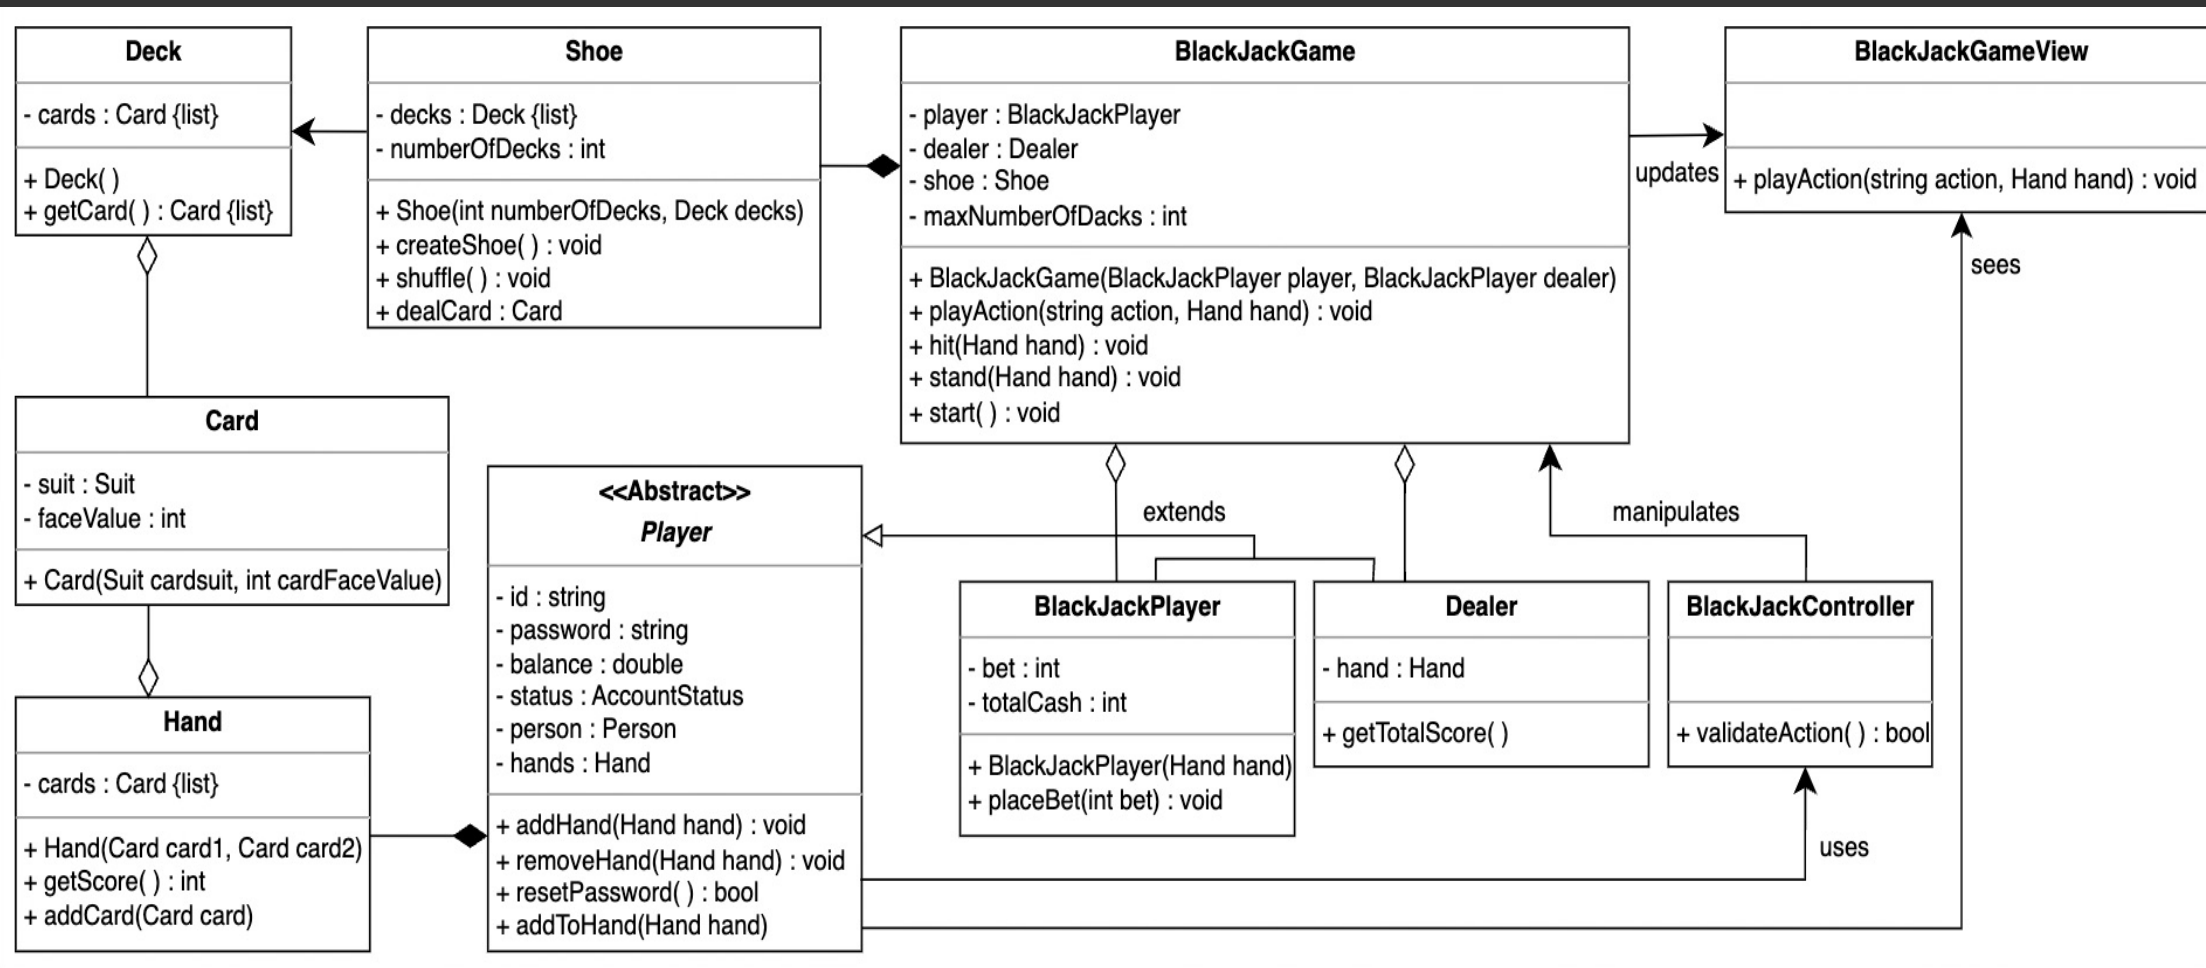 Deck
- cards : Card {list}
+ Deck( )
+ getCard( ) : Card {list}
Shoe
- decks : Deck {list}
- numberOfDecks : int
+ Shoe(int numberOfDecks, Deck decks)
+ createShoe( ) : void
+ shuffle( ) : void
+ dealCard : Card
BlackJackGame
- player : BlackJackPlayer
- dealer : Dealer
- shoe : Shoe
- maxNumberOfDacks : int
+ BlackJackGame(BlackJackPlayer player, BlackJackPlayer dealer)
+ playAction(string action, Hand hand) : void
+ hit(Hand hand) : void
+ stand(Hand hand) : void
+ start( ) : void
updates
BlackJackGameView
+ playAction(string action, Hand hand) : void
sees
Card
- suit : Suit
- faceValue : int
+ Card(Suit cardsuit, int cardFaceValue)
<<Abstract>>
Player
- id : string
- password : string
- balance : double
- status : AccountStatus
- person : Person
- hands : Hand
+ addHand(Hand hand) : void
+ removeHand(Hand hand) : void
+ resetPassword( ) : bool
+ addToHand(Hand hand)
extends
manipulates
BlackJackPlayer
- bet : int
- totalCash : int
+ BlackJackPlayer(Hand hand)
+ placeBet(int bet) : void
Dealer
- hand : Hand
+ getTotalScore( )
BlackJackController
+ validateAction( ) : bool
uses
Hand
- cards : Card {list}
+ Hand(Card card1, Card card2)
+ getScore( ) : int
+ addCard(Card card)